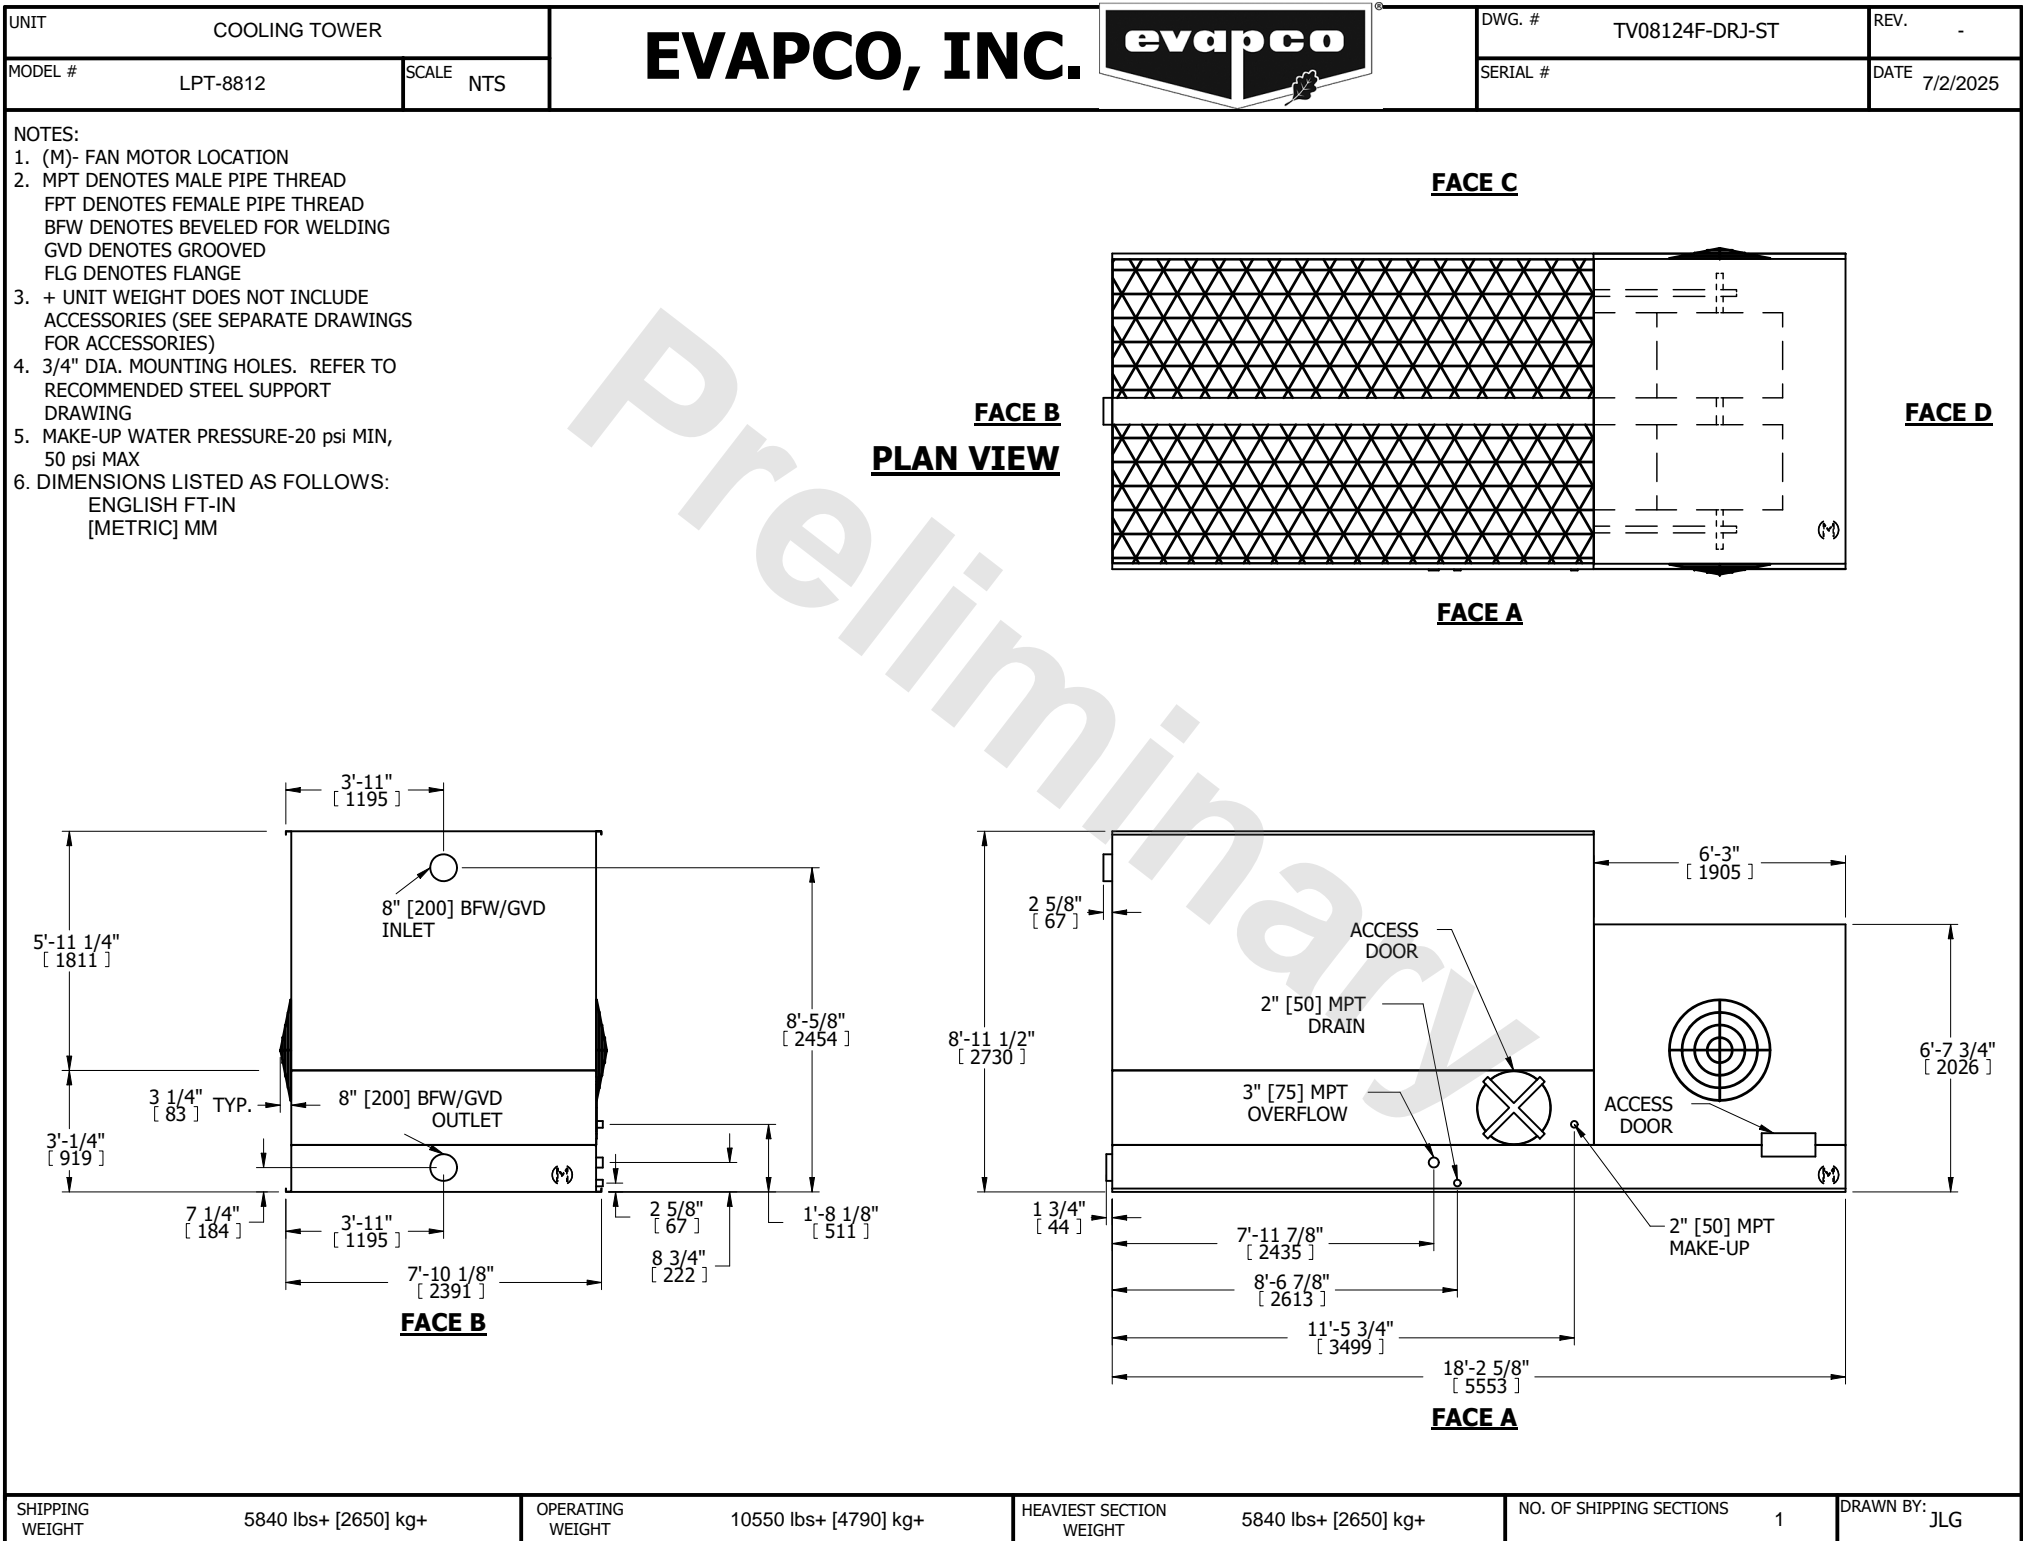 UNIT
COOLING TOWER
MODEL #
LPT-8812
SCALE NTS
EVAPCO, INC.
evapco ®
DWG. #
TV08124F-DRJ-ST
REV.
-
SERIAL #
DATE 7/2/2025
NOTES:
1. (M)- FAN MOTOR LOCATION
2. MPT DENOTES MALE PIPE THREAD
FPT DENOTES FEMALE PIPE THREAD
BFW DENOTES BEVELED FOR WELDING
GVD DENOTES GROOVED
FLG DENOTES FLANGE
3. + UNIT WEIGHT DOES NOT INCLUDE
ACCESSORIES (SEE SEPARATE DRAWINGS
FOR ACCESSORIES)
4. 3/4" DIA. MOUNTING HOLES. REFER TO
RECOMMENDED STEEL SUPPORT
DRAWING
5. MAKE-UP WATER PRESSURE-20 psi MIN,
50 psi MAX
6. DIMENSIONS LISTED AS FOLLOWS:
ENGLISH FT-IN
[METRIC] MM
Preliminary
FACE C
FACE B
PLAN VIEW
FACE D
(M)
FACE A
3'-11"
[ 1195 ]
8" [200] BFW/GVD
INLET
5'-11 1/4"
[ 1811 ]
8'-5/8"
[ 2454 ]
3 1/4"
[ 83 ]
TYP.
8" [200] BFW/GVD
OUTLET
3'-1/4"
[ 919 ]
(M)
7 1/4"
[ 184 ]
3'-11"
[ 1195 ]
2 5/8"
[ 67 ]
1'-8 1/8"
[ 511 ]
8 3/4"
[ 222 ]
7'-10 1/8"
[ 2391 ]
FACE B
6'-3"
[ 1905 ]
2 5/8"
[ 67 ]
ACCESS
DOOR
2" [50] MPT
DRAIN
8'-11 1/2"
[ 2730 ]
6'-7 3/4"
[ 2026 ]
3" [75] MPT
OVERFLOW
ACCESS
DOOR
(M)
1 3/4"
[ 44 ]
2" [50] MPT
MAKE-UP
7'-11 7/8"
[ 2435 ]
8'-6 7/8"
[ 2613 ]
11'-5 3/4"
[ 3499 ]
18'-2 5/8"
[ 5553 ]
FACE A
SHIPPING
WEIGHT
5840 lbs+ [2650] kg+
OPERATING
WEIGHT
10550 lbs+ [4790] kg+
HEAVIEST SECTION
WEIGHT
5840 lbs+ [2650] kg+
NO. OF SHIPPING SECTIONS
1
DRAWN BY:
JLG